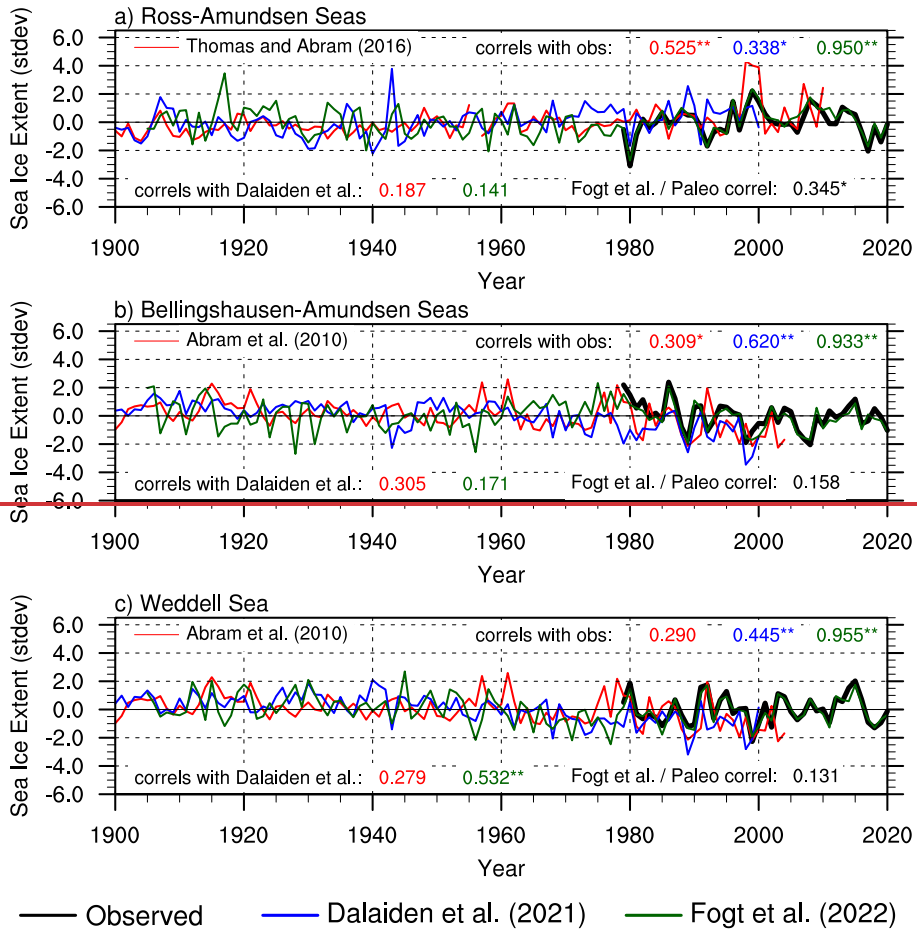 a) Ross-Amundsen Seas
Sea Ice Extent (stdev)
6.0
4.0
2.0
0.0
-2.0
-4.0
-6.0
Thomas and Abram (2016)
correls with obs: 0.525** 0.338* 0.950**
correls with Dalaiden et al.: 0.187 0.141
Fogt et al. / Paleo correl: 0.345*
1900 1920 1940 1960 1980 2000 2020
Year
b) Bellingshausen-Amundsen Seas
Sea Ice Extent (stdev)
6.0
4.0
2.0
0.0
-2.0
-4.0
-6.0
Abram et al. (2010)
correls with obs: 0.309* 0.620** 0.933**
correls with Dalaiden et al.: 0.305 0.171
Fogt et al. / Paleo correl: 0.158
1900 1920 1940 1960 1980 2000 2020
Year
c) Weddell Sea
Sea Ice Extent (stdev)
6.0
4.0
2.0
0.0
-2.0
-4.0
-6.0
Abram et al. (2010)
correls with obs: 0.290 0.445** 0.955**
correls with Dalaiden et al.: 0.279 0.532**
Fogt et al. / Paleo correl: 0.131
1900 1920 1940 1960 1980 2000 2020
Year
Observed Dalaiden et al. (2021) Fogt et al. (2022)